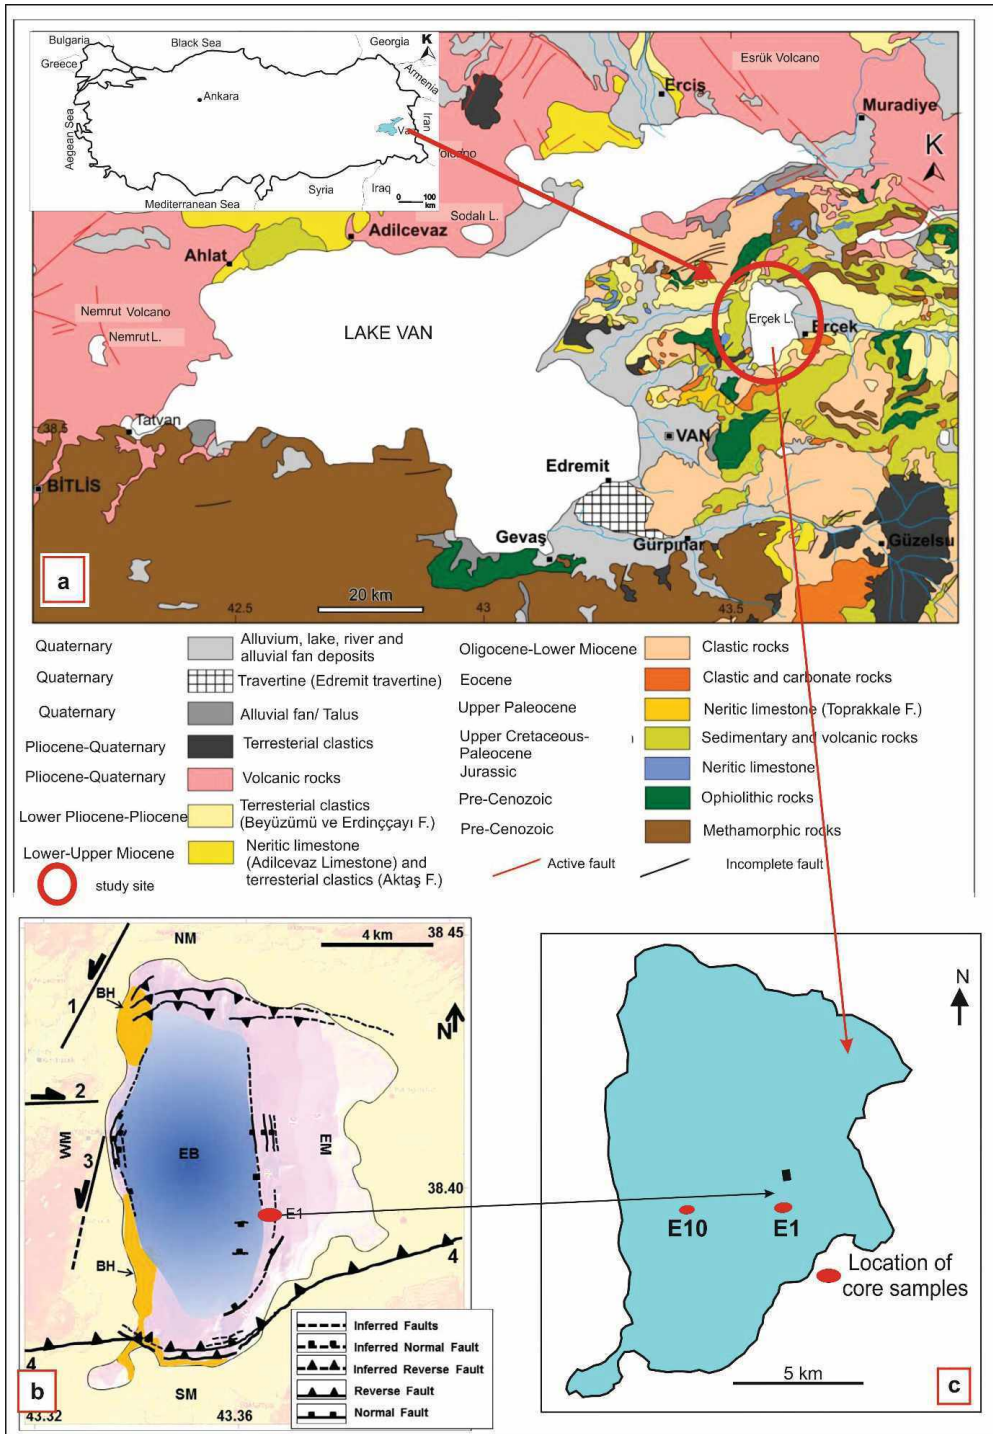 Bulgaria
Black Sea
Georgia
K
Greece
Armenia
Ankara
Aegean Sea
Iran
Syria
Iraq
Mediterranean Sea
0 100
km
Esrük Volcano
Erciş
Muradiye
K
Sodalı L.
Adilcevaz
Ahlat
Nemrut Volcano
Nemrut L.
LAKE VAN
Erçek L.
Erçek
Tatvan
38.5
VAN
BİTLİS
Edremit
Gevaş
Gürpınar
Güzelsu
a
20 km
42.5
43
43.5
Quaternary
Alluvium, lake, river and
alluvial fan deposits
Quaternary
Travertine (Edremit travertine)
Quaternary
Alluvial fan/ Talus
Pliocene-Quaternary
Terresterial clastics
Pliocene-Quaternary
Volcanic rocks
Lower Pliocene-Pliocene
Terresterial clastics
(Beyüzümü ve Erdinççayı F.)
Lower-Upper Miocene
Neritic limestone
(Adilcevaz Limestone) and
terresterial clastics (Aktaş F.)
study site
Oligocene-Lower Miocene
Clastic rocks
Eocene
Clastic and carbonate rocks
Upper Paleocene
Neritic limestone (Toprakkale F.)
Upper Cretaceous-
Paleocene
Sedimentary and volcanic rocks
Jurassic
Neritic limestone
Pre-Cenozoic
Ophiolithic rocks
Pre-Cenozoic
Methamorphic rocks
Active fault
Incomplete fault
NM
4 km
38 45
BH
1
N
2
WM
3
EB
EM
38.40
E1
BH
4
4
SM
b
43.32
43.36
Inferred Faults
Inferred Normal Fault
Inferred Reverse Fault
Reverse Fault
Normal Fault
N
E10
E1
Location of
core samples
5 km
c